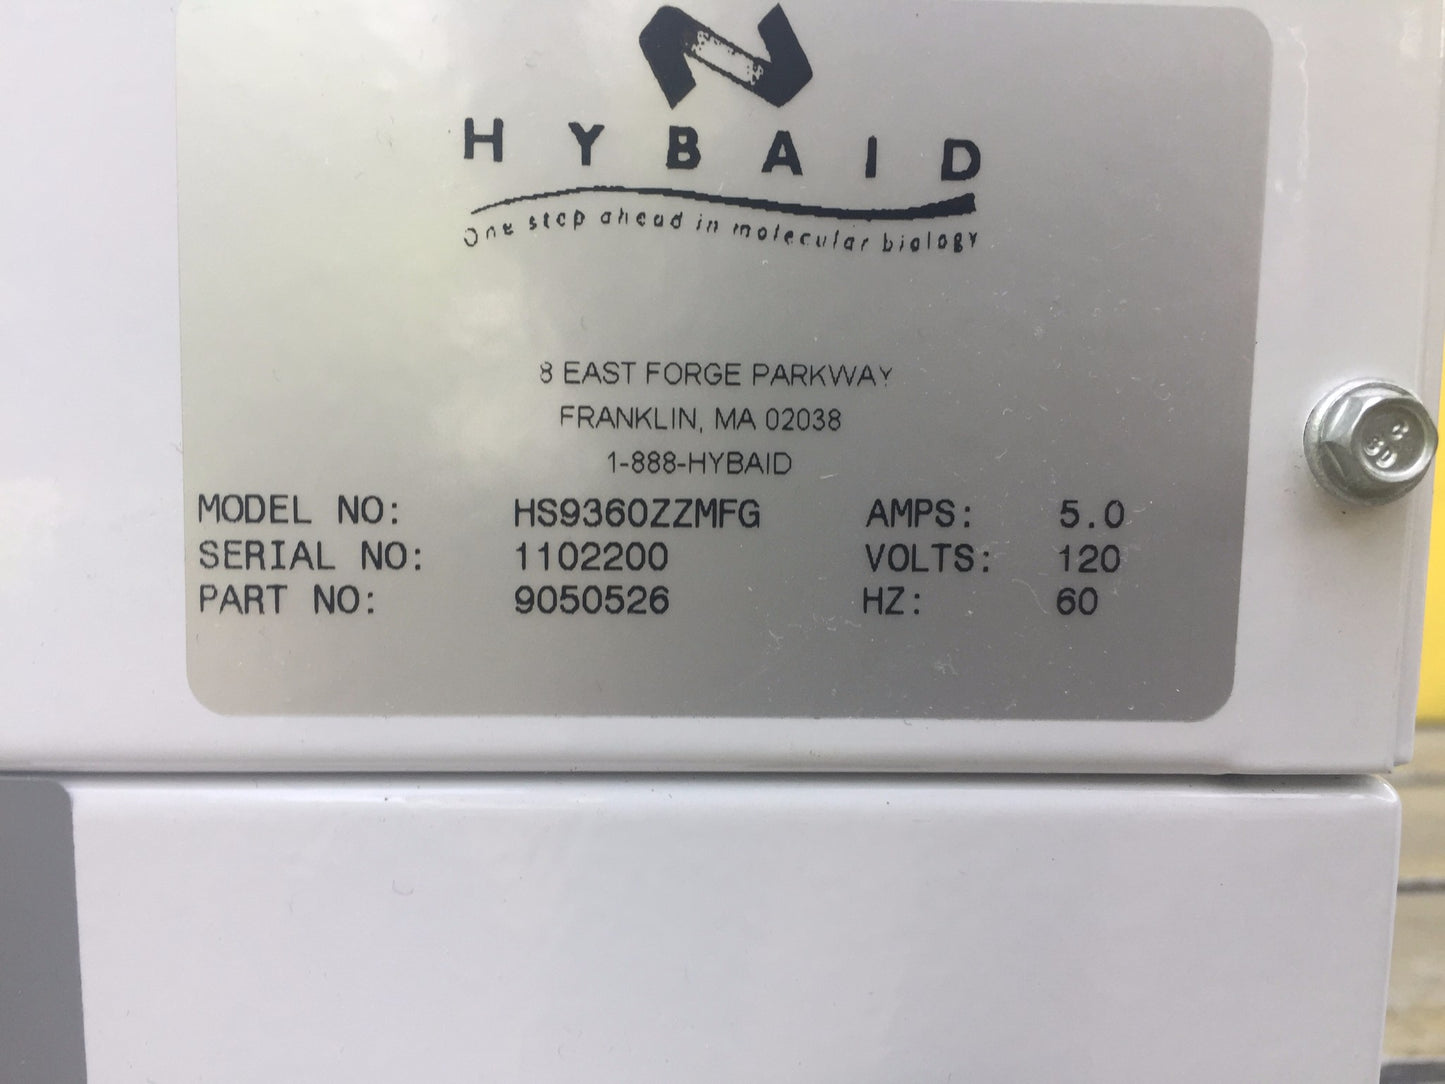 HYBAID
One step ahead in molecular biology
8 EAST FORGE PARKWAY
FRANKLIN, MA 02038
1-888-HYBAID
MODEL NO: HS9360ZZMFG AMPS: 5.0
SERIAL NO: 1102200 VOLTS: 120
PART NO: 9050526 HZ: 60